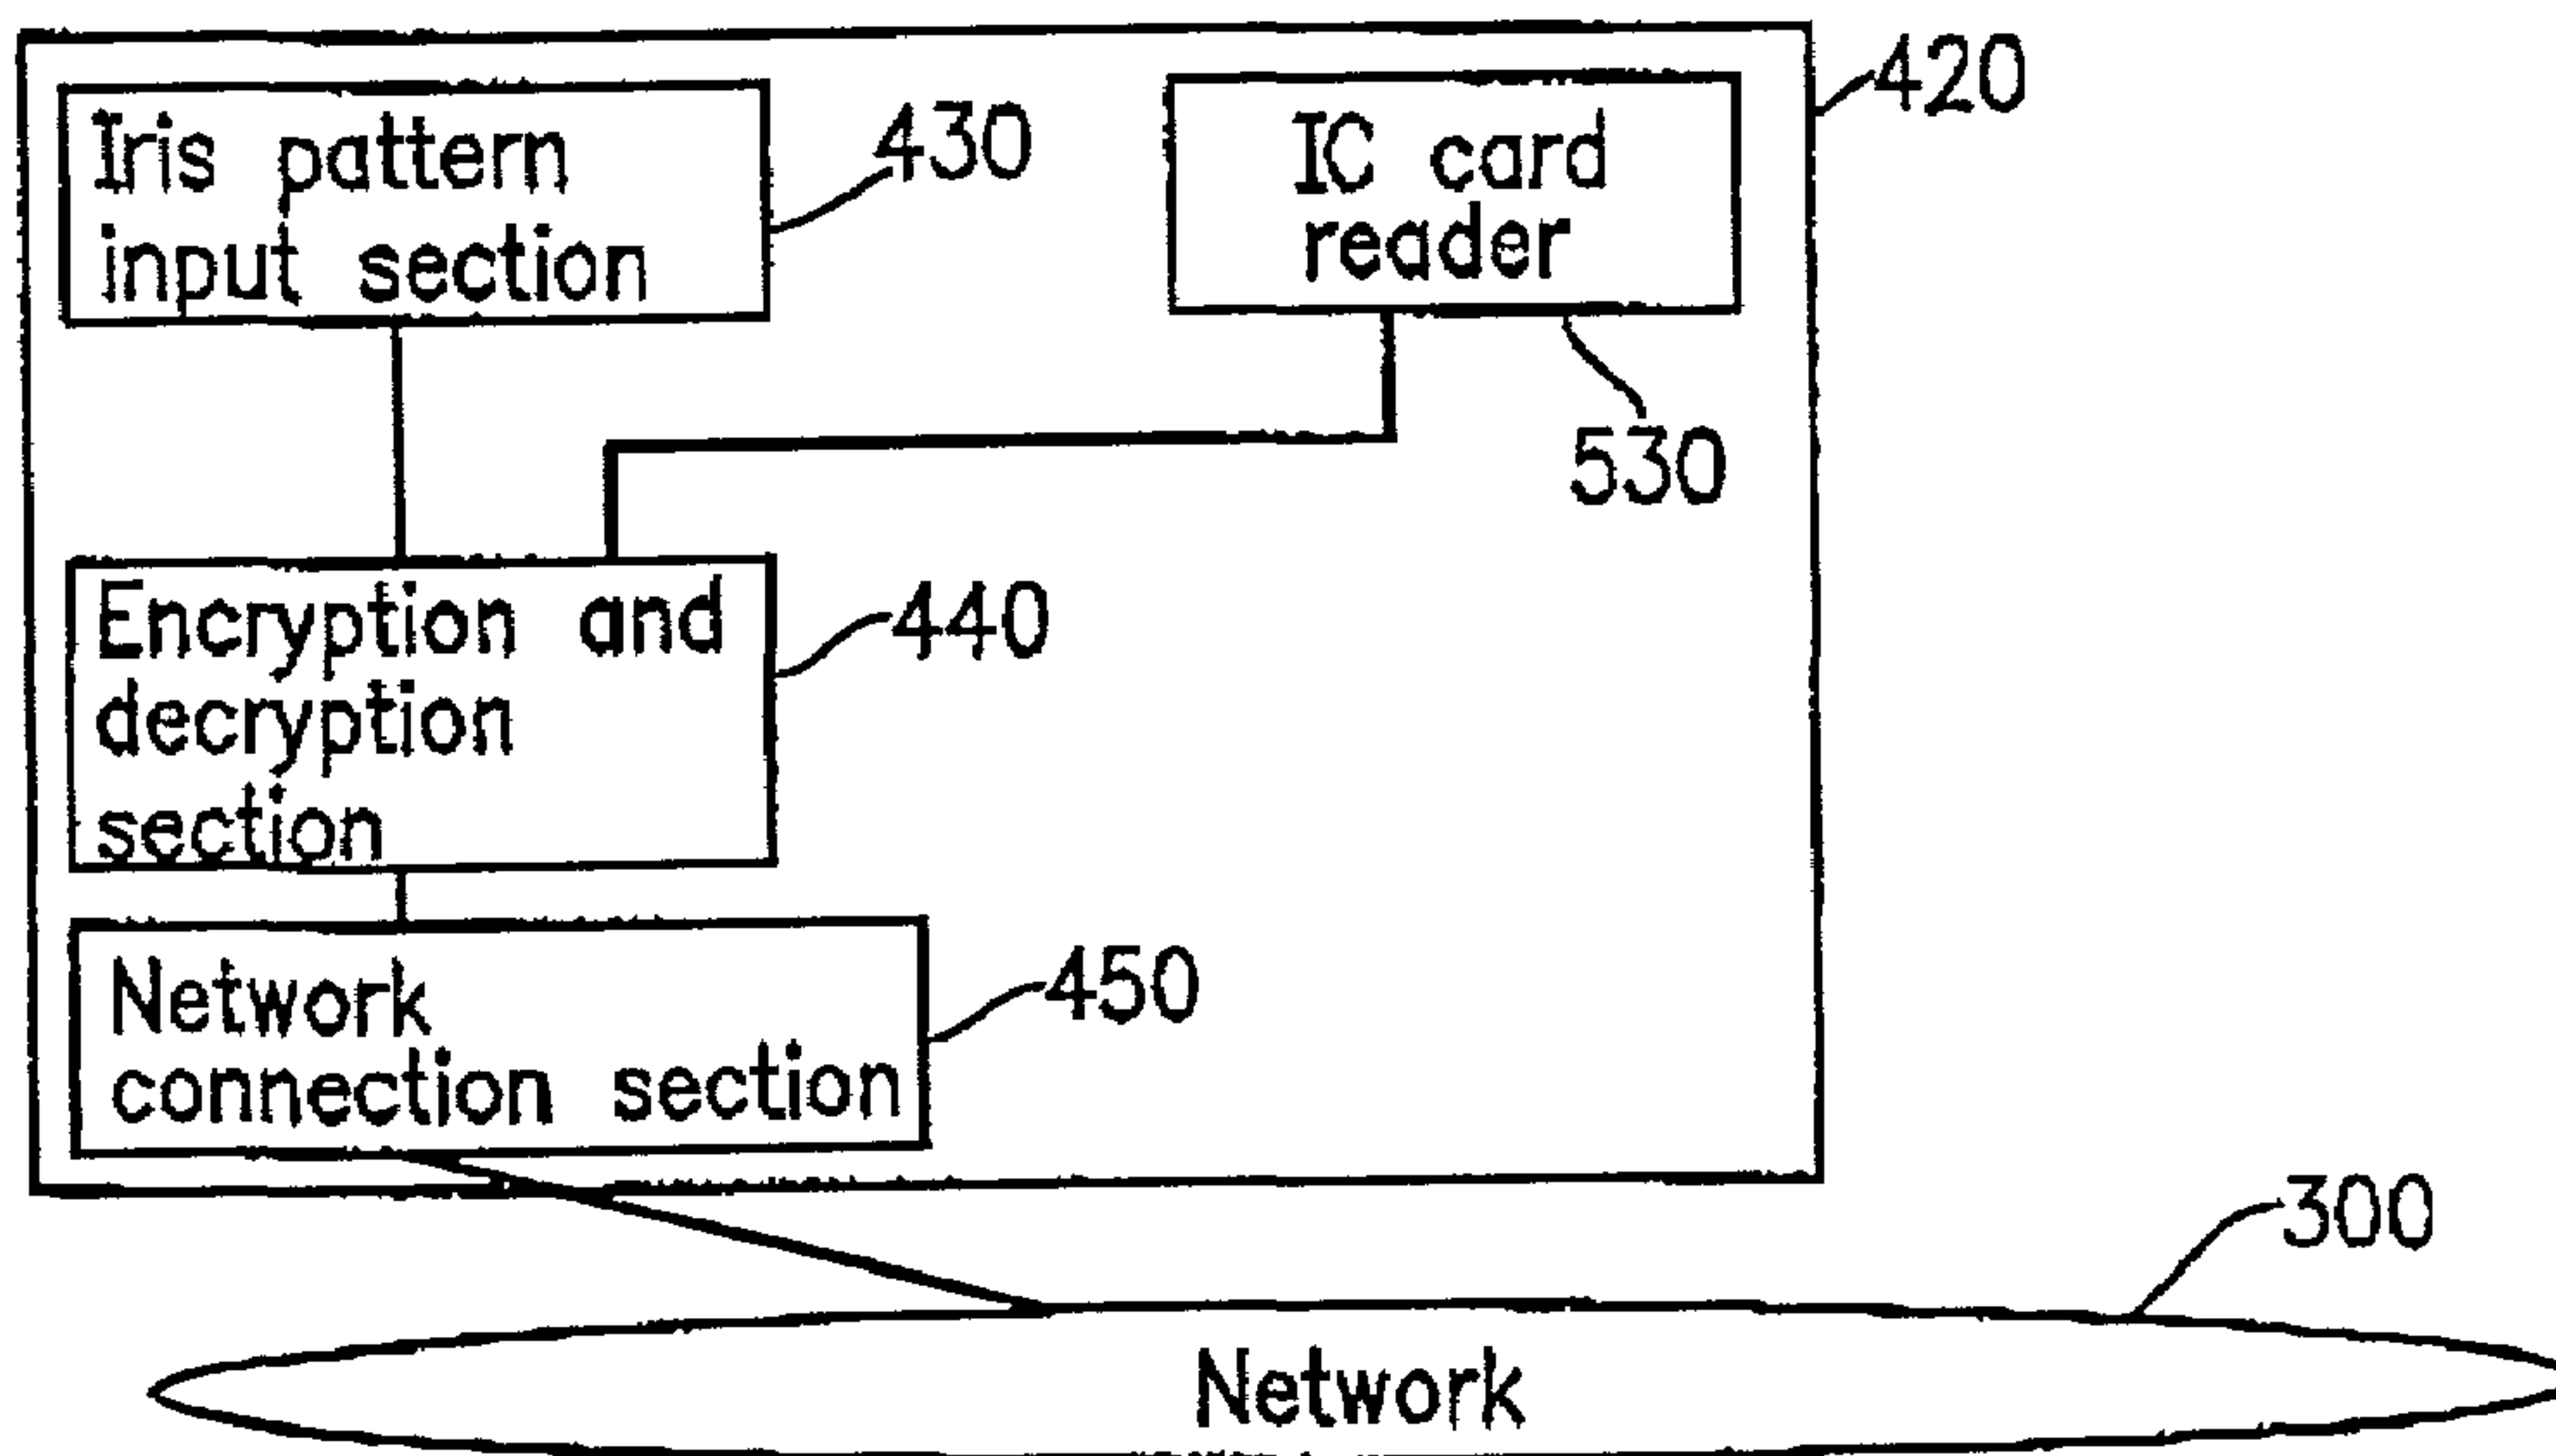 420
Iris pattern
input section
430
IC card
reader
530
Encryption and
decryption
section
440
Network
connection section
450
300
Network